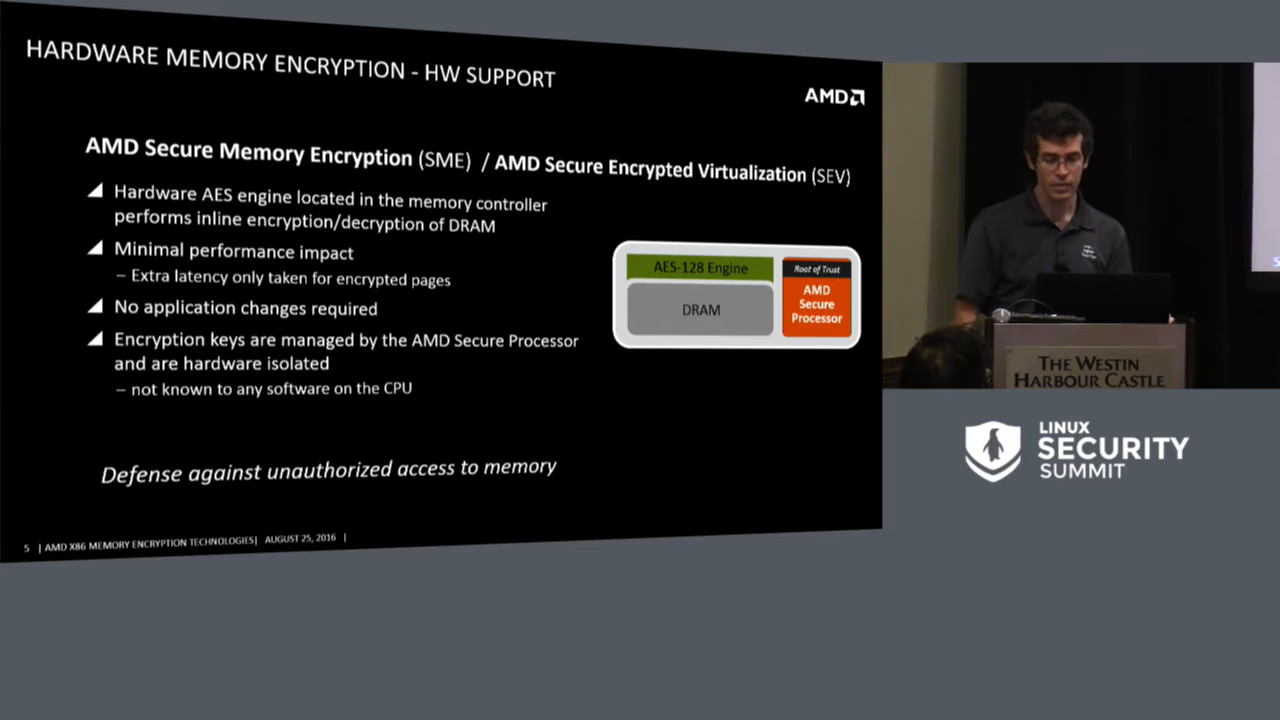 HARDWARE MEMORY ENCRYPTION - HW SUPPORT
AMD
AMD Secure Memory Encryption (SME) / AMD Secure Encrypted Virtualization (SEV)
Hardware AES engine located in the memory controller
performs inline encryption/decryption of DRAM
Minimal performance impact
– Extra latency only taken for encrypted pages
No application changes required
Encryption keys are managed by the AMD Secure Processor
and are hardware isolated
– not known to any software on the CPU
AES-128 Engine
DRAM
Root of Trust
AMD
Secure
Processor
Defense against unauthorized access to memory
5 | AMD X86 MEMORY ENCRYPTION TECHNOLOGIES| AUGUST 25, 2016 |
THE WESTIN
HARBOUR CASTLE
LINUX
SECURITY
SUMMIT